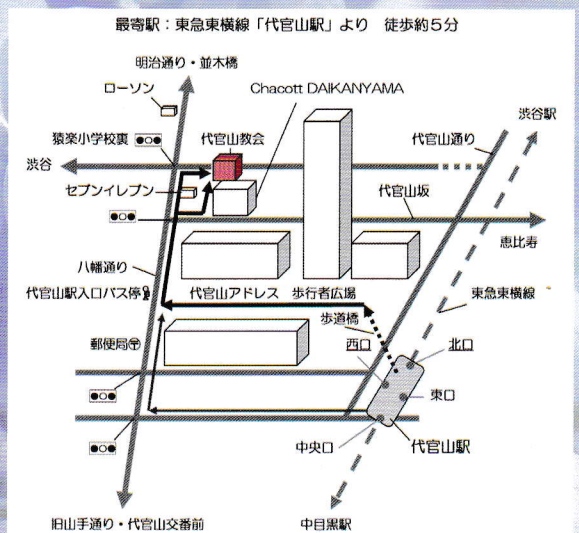 最寄駅：東急東横線「代官山駅」より　徒歩約５分
明治通り・並木橋
ローソン
Chacott DAIKANYAMA
渋谷駅
猿楽小学校裏
代官山教会
代官山通り
渋谷
セブンイレブン
代官山坂
恵比寿
八幡通り
代官山駅入口バス停
代官山アドレス
歩行者広場
東急東横線
歩道橋
郵便局〒
西口
北口
東口
中央口
代官山駅
旧山手通り・代官山交番前
中目黒駅